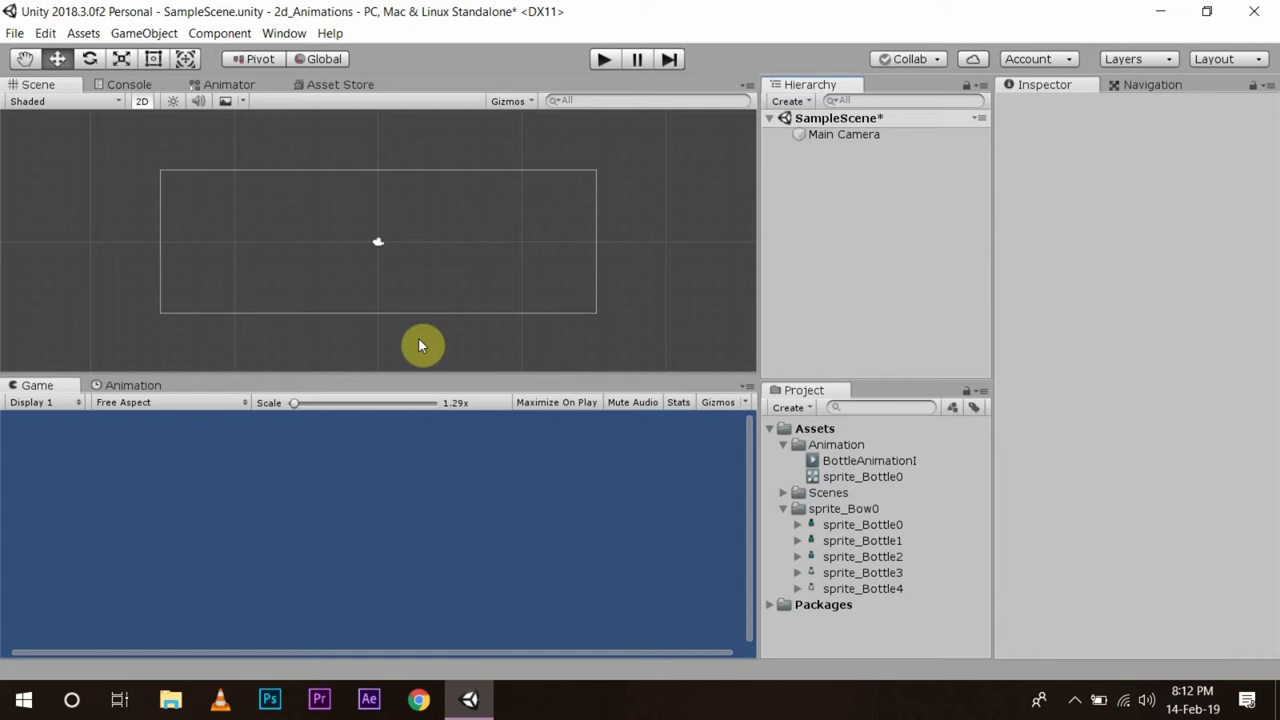 Unity 2018.3.0f2 Personal - SampleScene.unity - 2d_Animations - PC, Mac & Linux Standalone* <DX11>
File Edit Assets GameObject Component Window Help
Pivot Global Collab Account Layers Layout
Scene Console Animator Asset Store
Shaded 2D Gizmos All
Hierarchy
Create All
SampleScene*
Main Camera
Inspector Navigation
Game Animation
Display 1 Free Aspect Scale 1.29x Maximize On Play Mute Audio Stats Gizmos
Project
Create
Assets
Animation
BottleAnimationI
sprite_Bottle0
Scenes
sprite_Bow0
sprite_Bottle0
sprite_Bottle1
sprite_Bottle2
sprite_Bottle3
sprite_Bottle4
Packages
Ps Pr Ae
8:12 PM
14-Feb-19